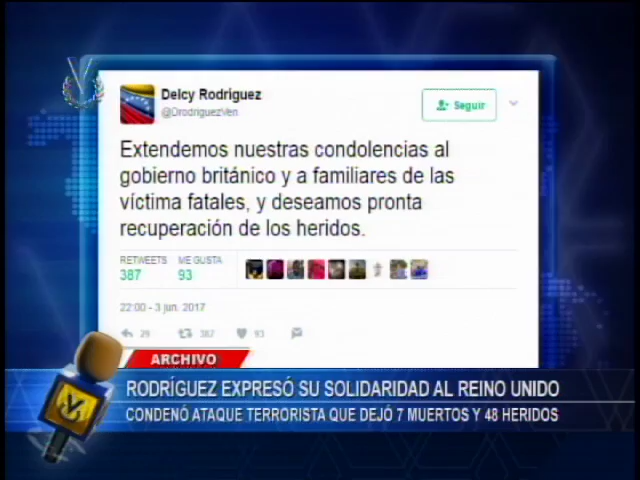 Delcy Rodriguez
@DrodriguezVen
Seguir
Extendemos nuestras condolencias al
gobierno británico y a familiares de las
víctima fatales, y deseamos pronta
recuperación de los heridos.
RETWEETS ME GUSTA
387 93
22:00 - 3 jun. 2017
29 387 93
ARCHIVO
RODRÍGUEZ EXPRESÓ SU SOLIDARIDAD AL REINO UNIDO
CONDENÓ ATAQUE TERRORISTA QUE DEJÓ 7 MUERTOS Y 48 HERIDOS